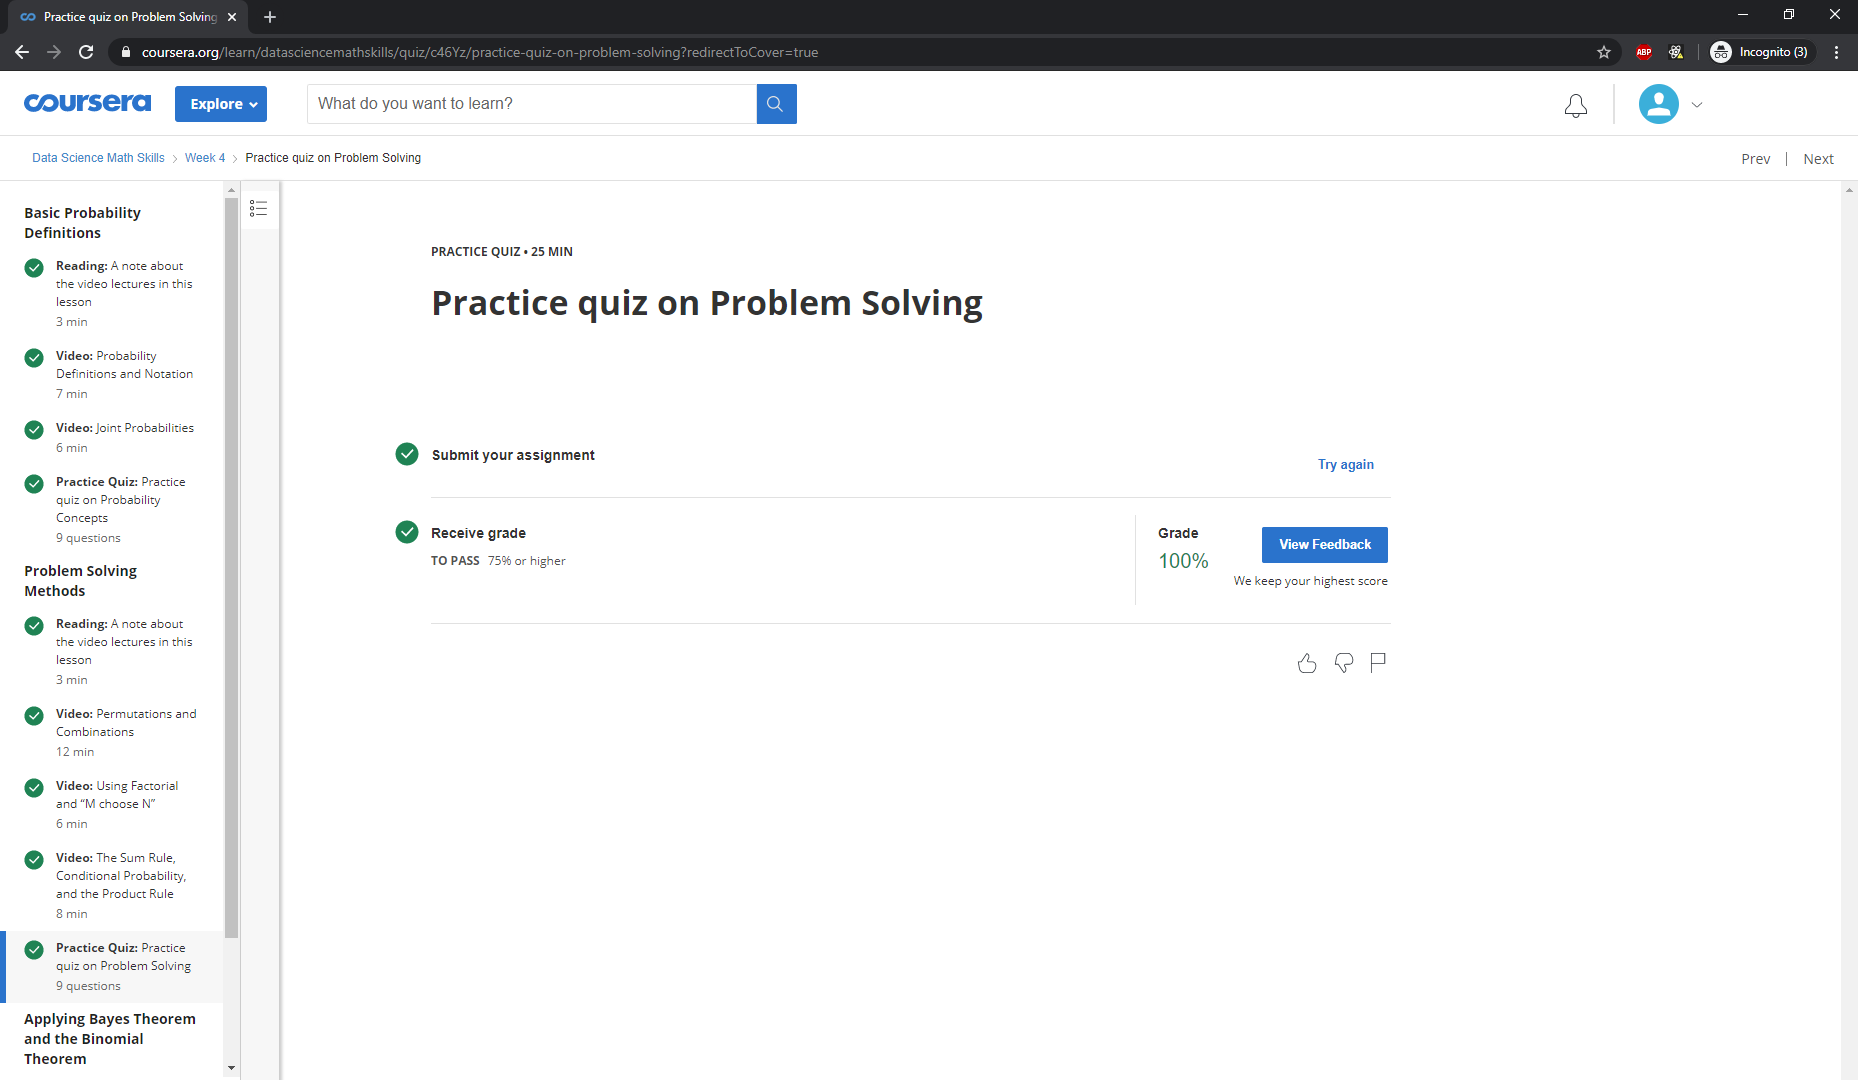 Practice quiz on Problem Solving
coursera.org/learn/datasciencemathskills/quiz/c46Yz/practice-quiz-on-problem-solving?redirectToCover=true
ABP
Incognito (3)
coursera
Explore
What do you want to learn?
Data Science Math Skills
Week 4
Practice quiz on Problem Solving
Prev | Next
Basic Probability
Definitions
Reading: A note about
the video lectures in this
lesson
3 min
Video: Probability
Definitions and Notation
7 min
Video: Joint Probabilities
6 min
Practice Quiz: Practice
quiz on Probability
Concepts
9 questions
Problem Solving
Methods
Reading: A note about
the video lectures in this
lesson
3 min
Video: Permutations and
Combinations
12 min
Video: Using Factorial
and “M choose N”
6 min
Video: The Sum Rule,
Conditional Probability,
and the Product Rule
8 min
Practice Quiz: Practice
quiz on Problem Solving
9 questions
Applying Bayes Theorem
and the Binomial
Theorem
PRACTICE QUIZ • 25 MIN
Practice quiz on Problem Solving
Submit your assignment
Try again
Receive grade
TO PASS 75% or higher
Grade
100%
View Feedback
We keep your highest score